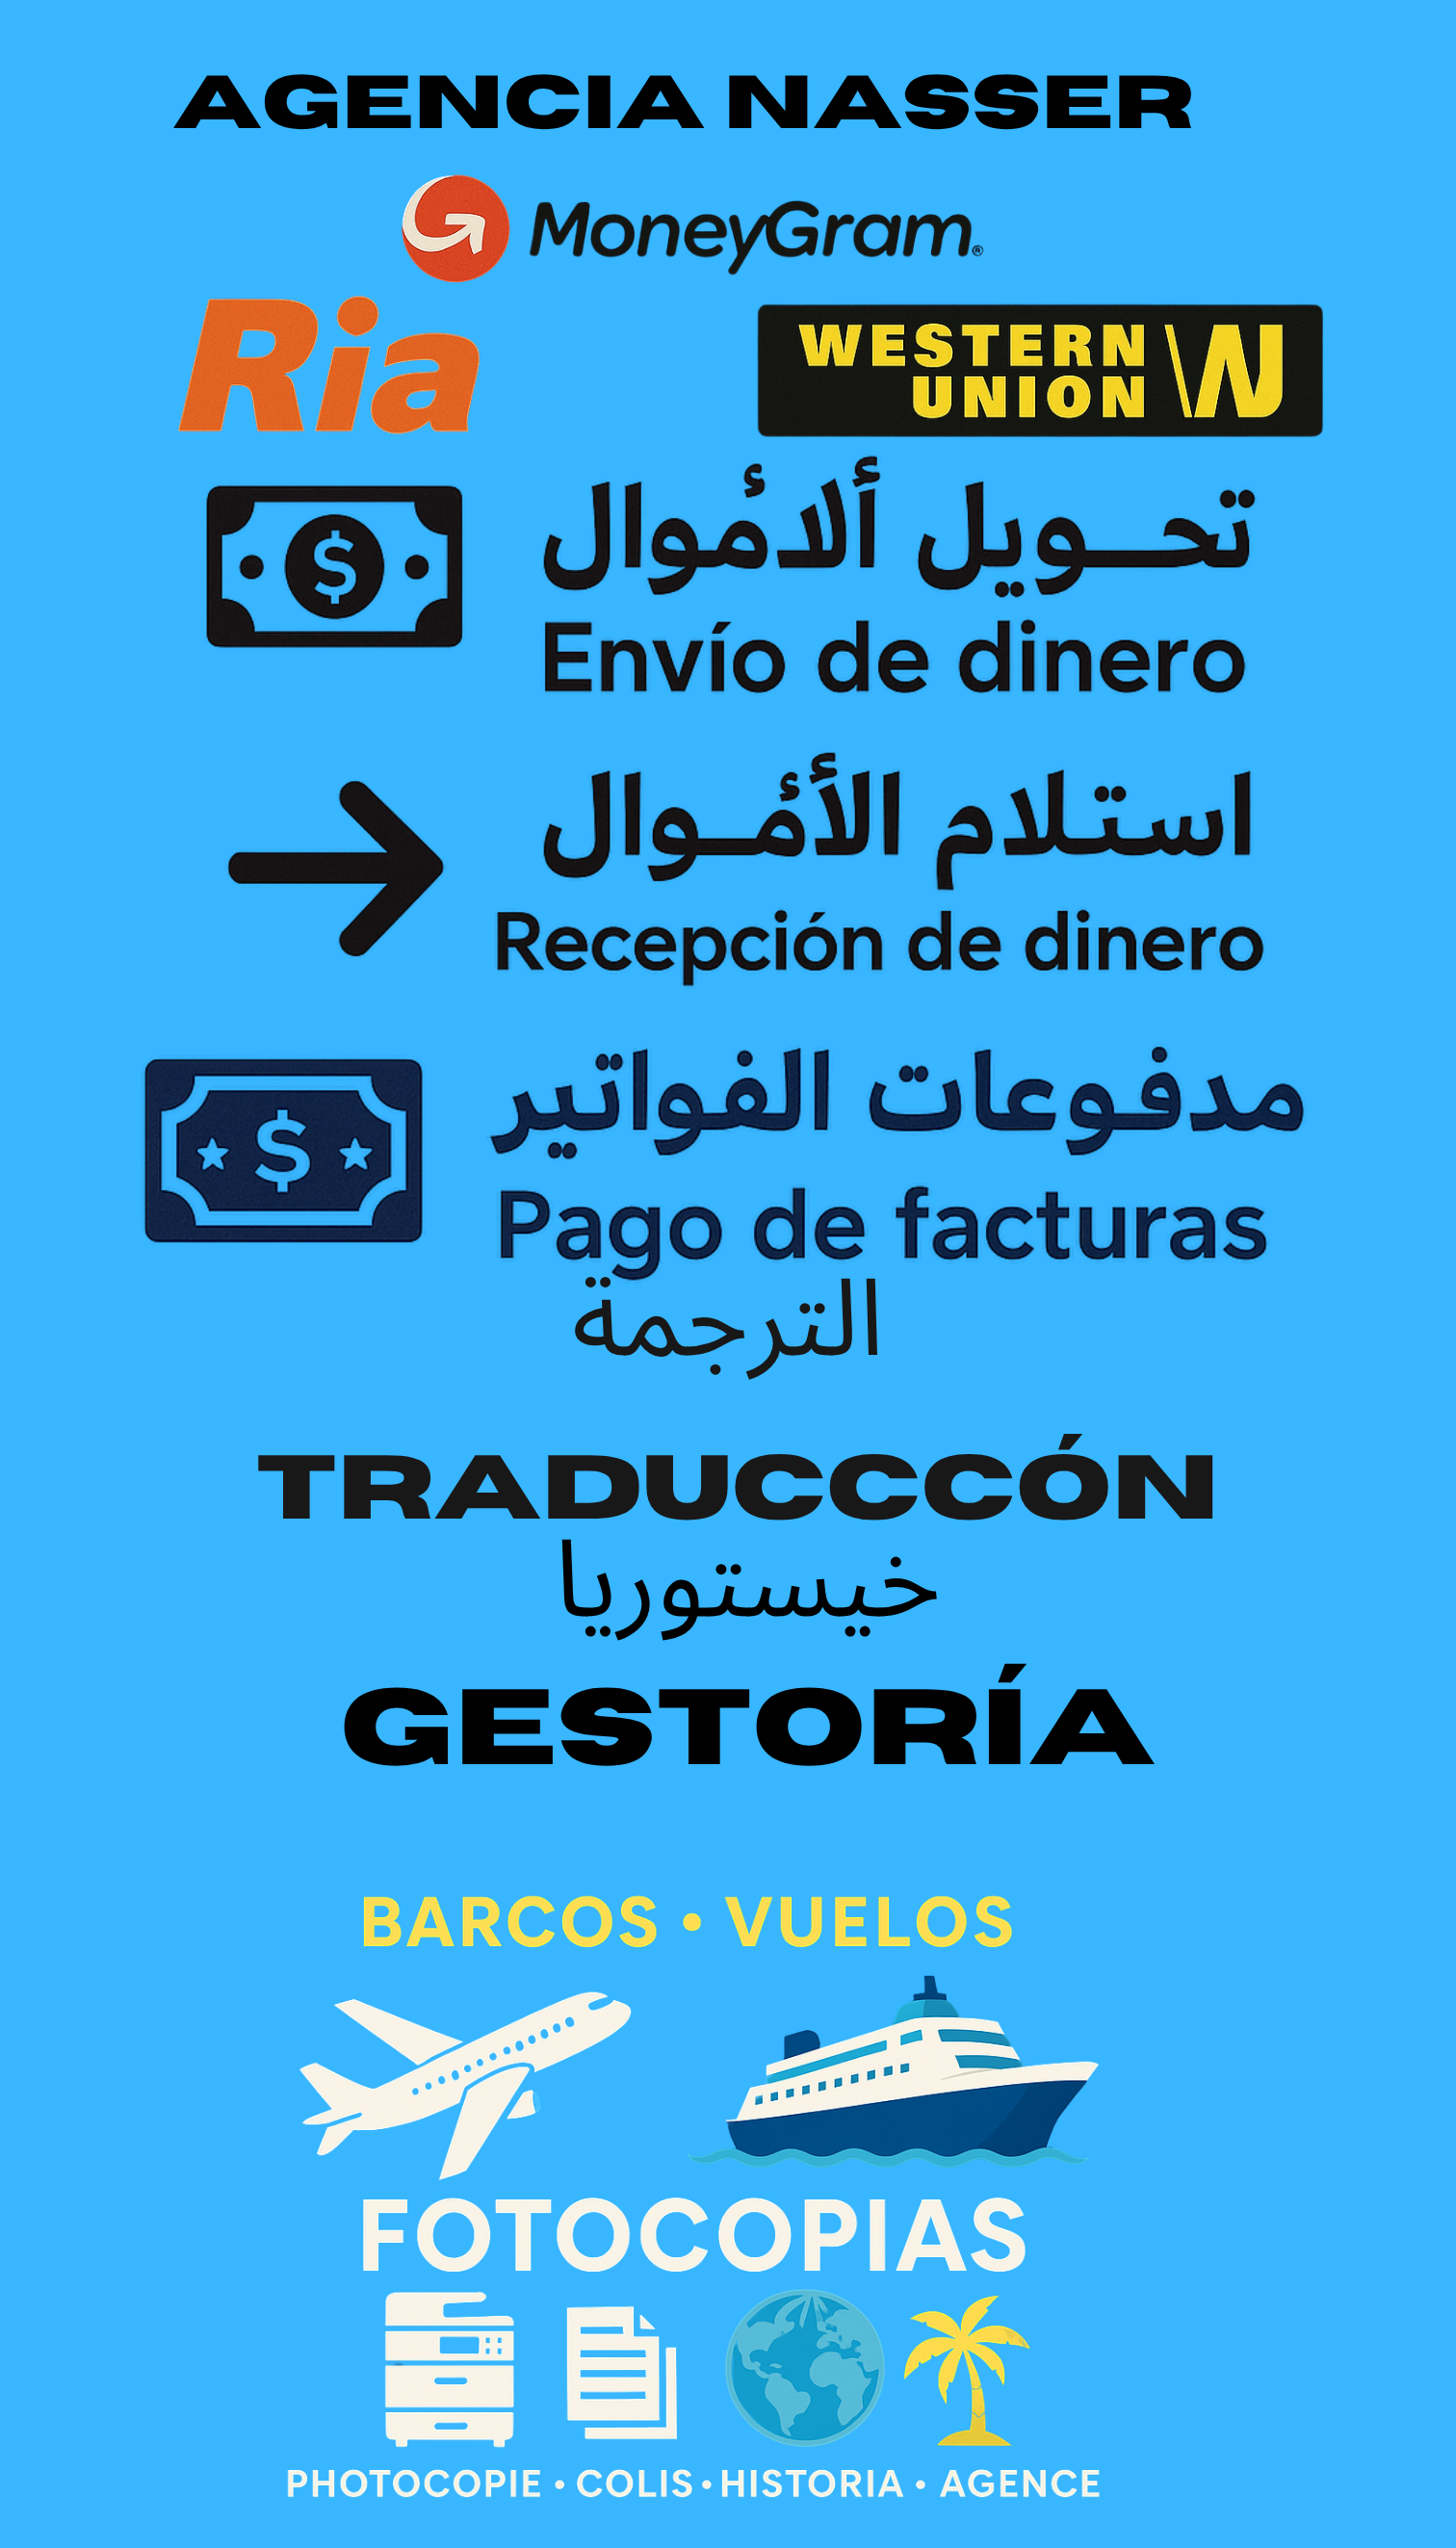 AGENCIA NASSER
MoneyGram®
Ria
WESTERN UNION WU
تحـــويل ألاמُوال
Envío de dinero
استلام الأمُـوال
Recepción de dinero
مدفوعات الفواتير
Pago de facturas
الترجمة
TRADUCCCÓN
خيستوريا
GESTORÍA
BARCOS • VUELOS
FOTOCOPIAS
PHOTOCOPIE • COLIS • HISTORIA • AGENCE